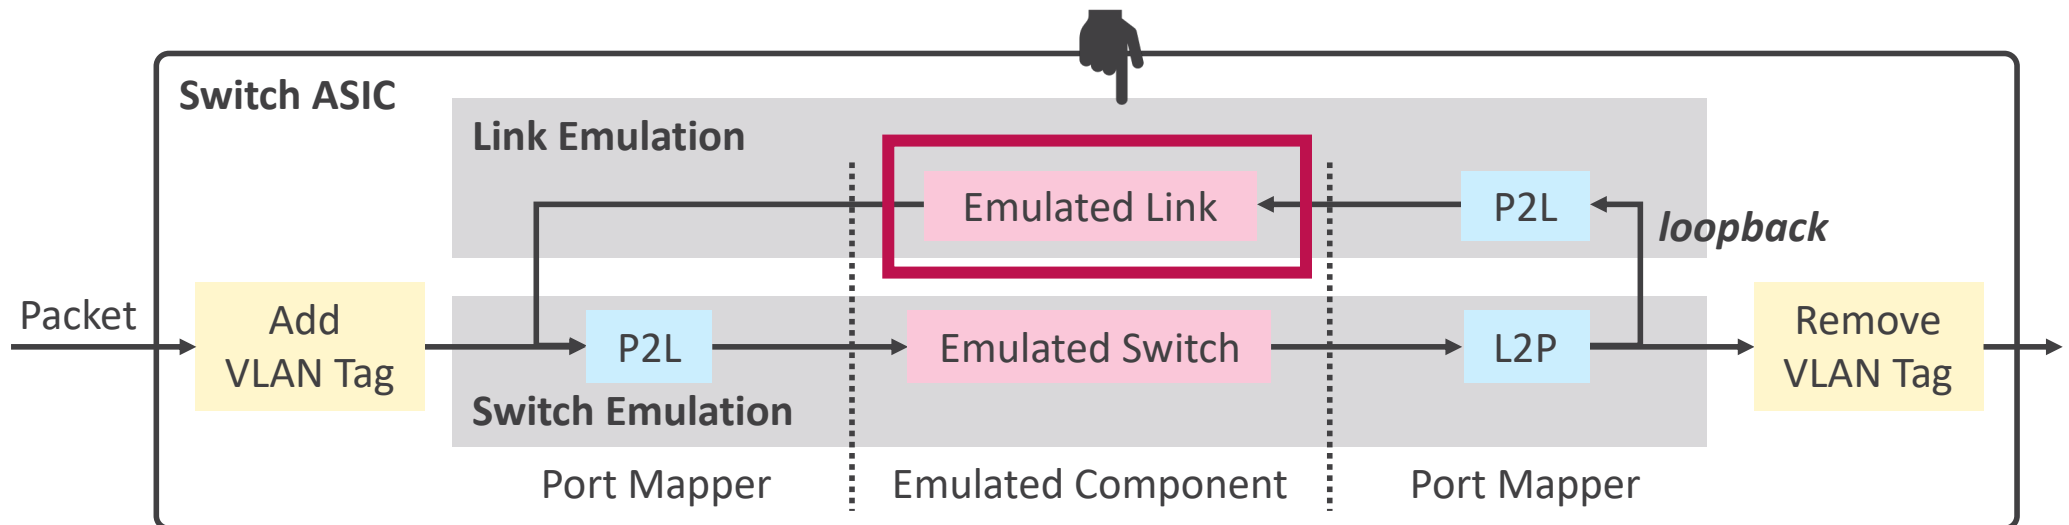 Switch ASIC
Link Emulation
Emulated Link
P2L
loopback
Packet
Add
VLAN Tag
P2L
Emulated Switch
L2P
Remove
VLAN Tag
Switch Emulation
Port Mapper
Emulated Component
Port Mapper